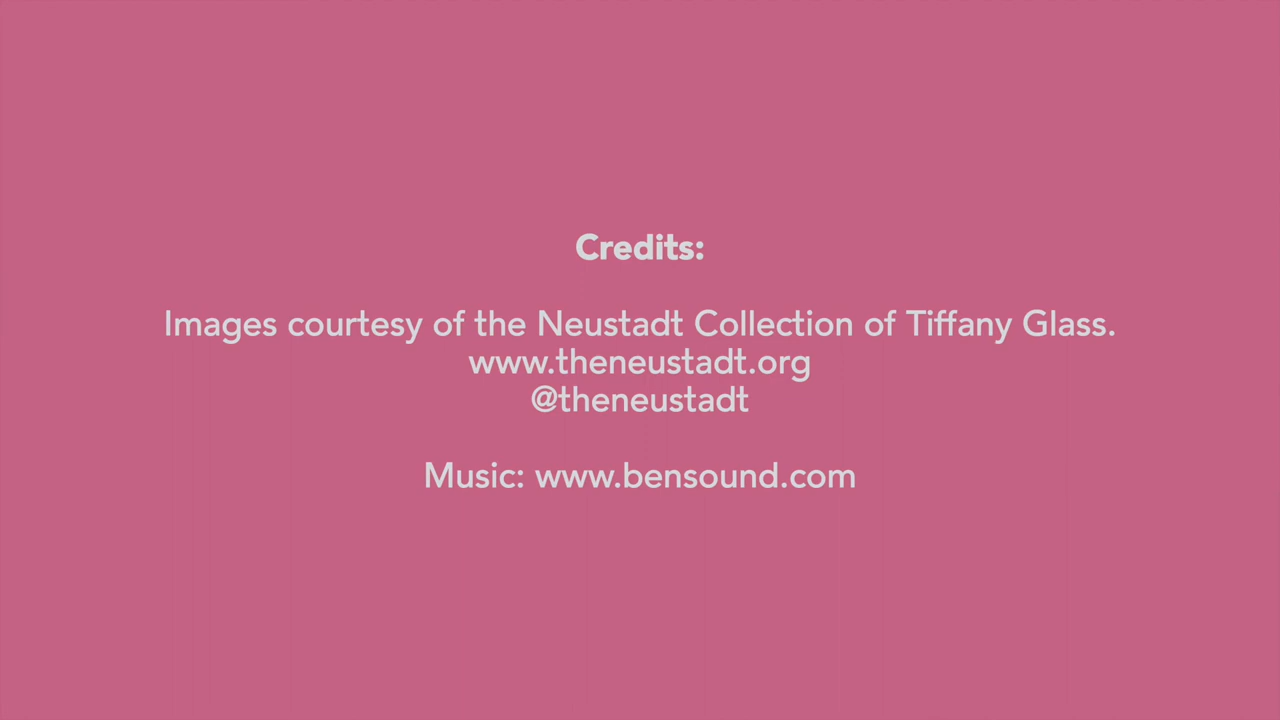 Credits:
Images courtesy of the Neustadt Collection of Tiffany Glass.
www.theneustadt.org
@theneustadt
Music: www.bensound.com